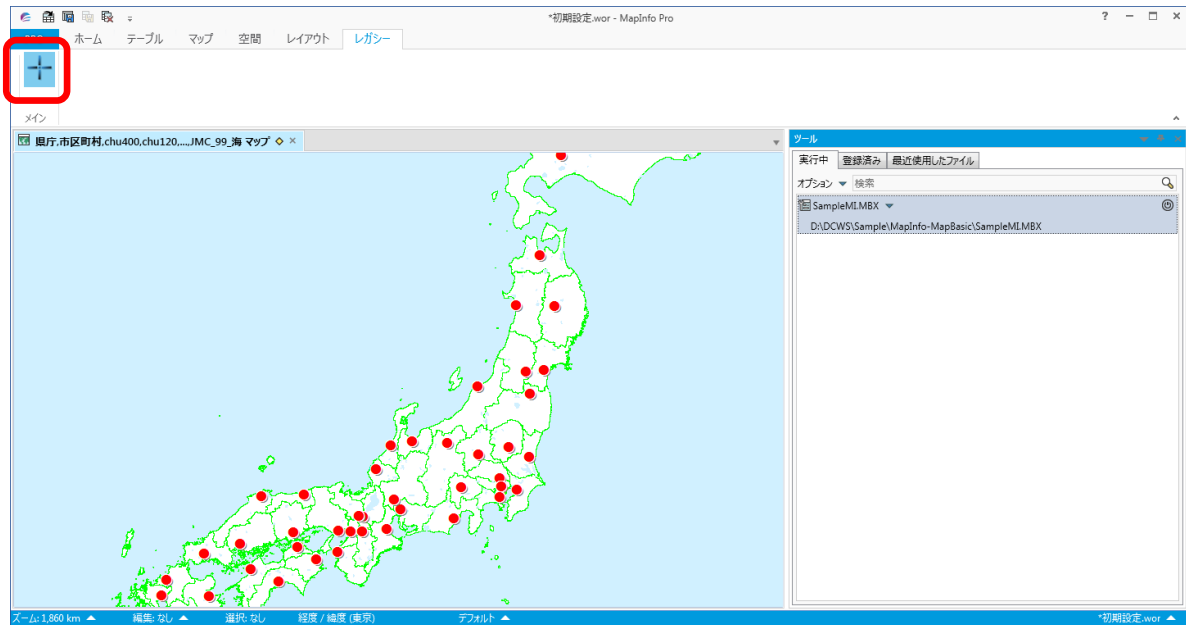 *初期設定.wor - MapInfo Pro
ホーム テーブル マップ 空間 レイアウト レガシー
メイン
県庁,市区町村,chu400,chu120,...,JMC_99_海 マップ
ツール
実行中 登録済み 最近使用したファイル
オプション 検索
SampleMI.MBX
D:\DCWS\Sample\MapInfo-MapBasic\SampleMI.MBX
ズーム: 1,860 km 編集: なし 選択: なし 経度 / 緯度 (東京) デフォルト *初期設定.wor